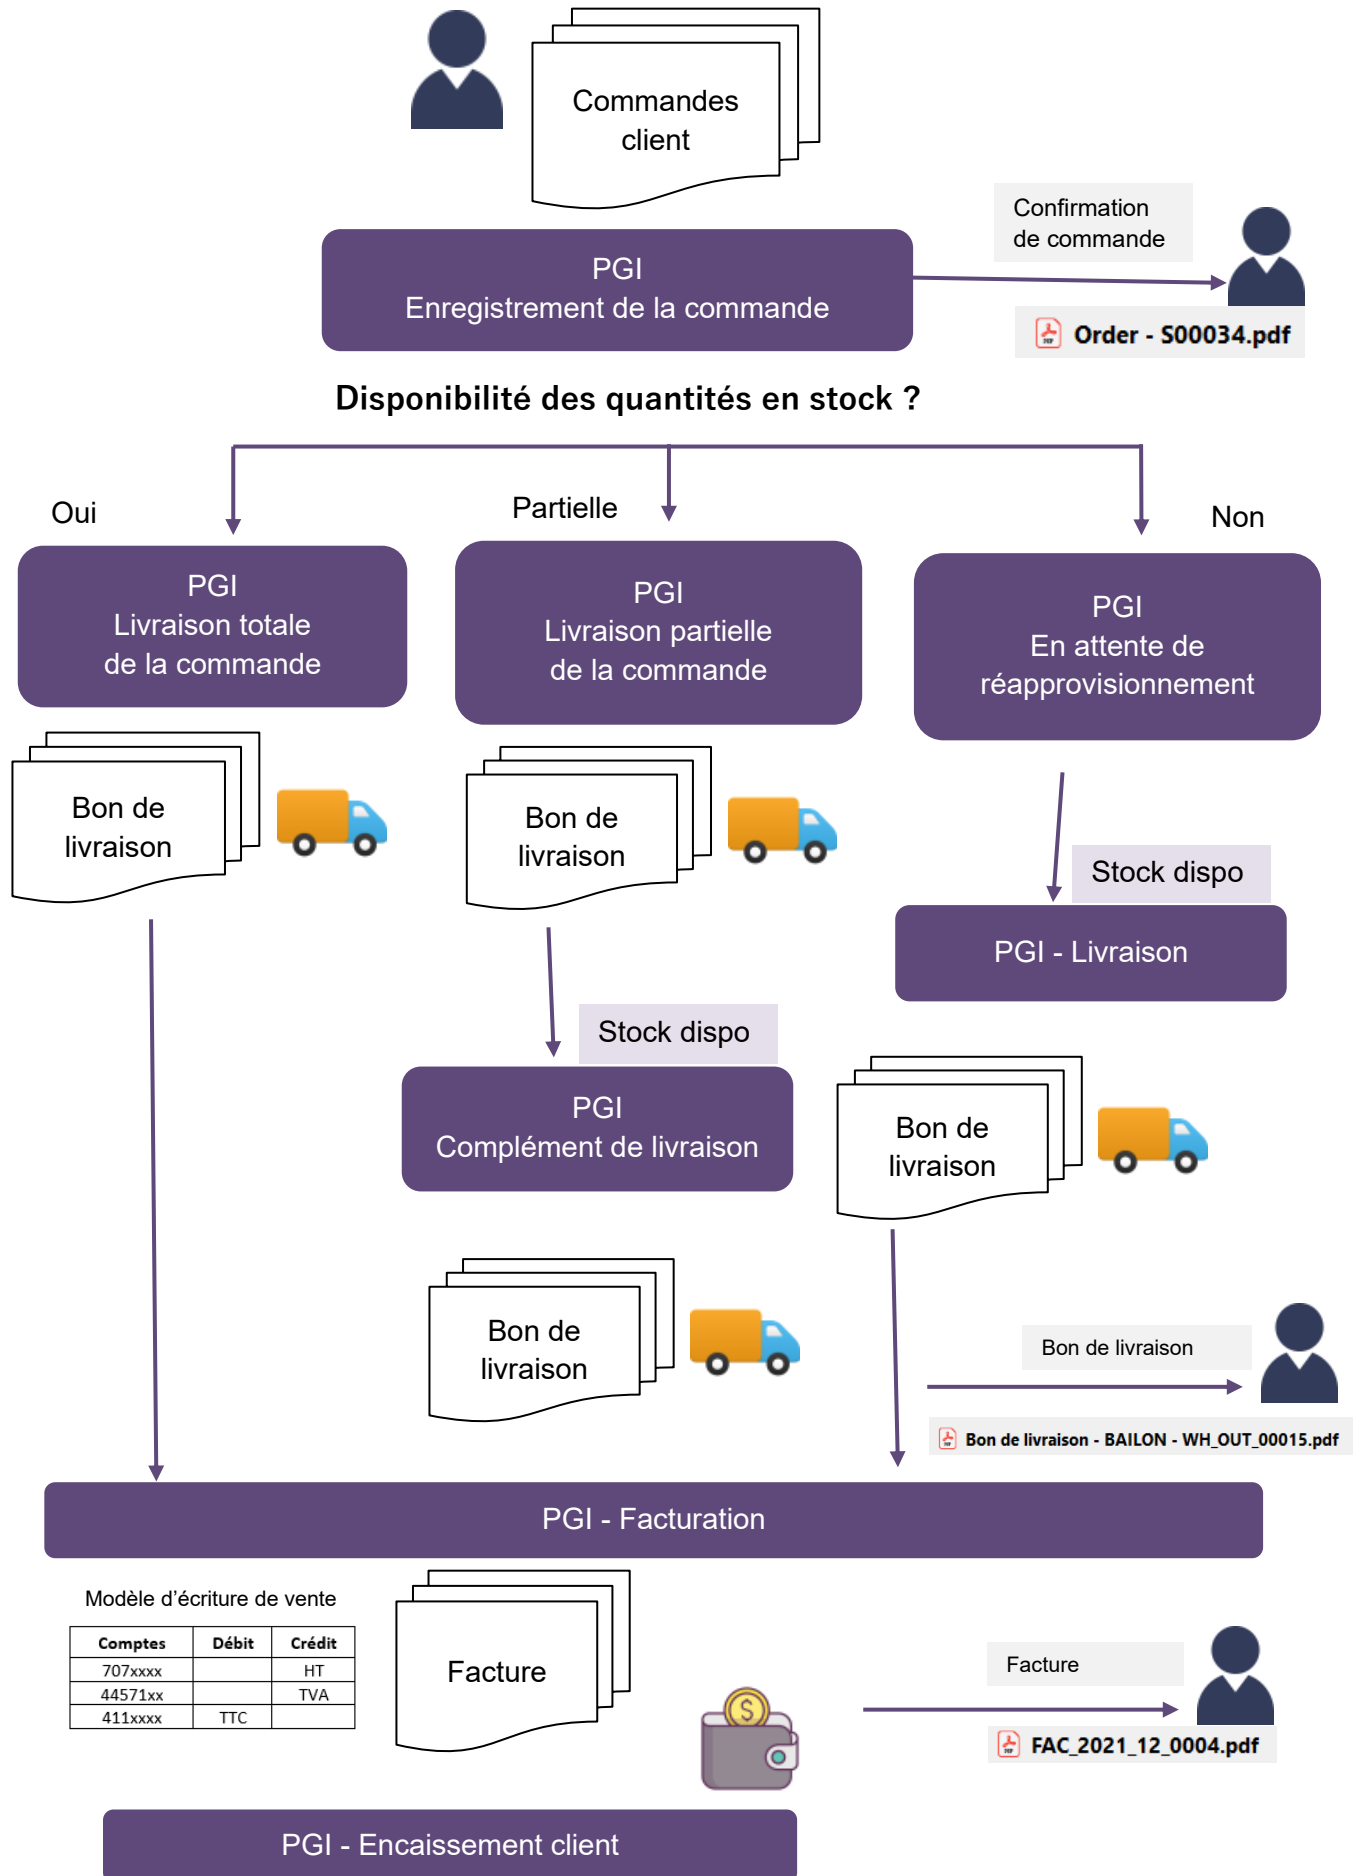 Commandes
client
Confirmation
de commande
PGI
Enregistrement de la commande
Order - S00034.pdf
Disponibilité des quantités en stock ?
Oui
Partielle
Non
PGI
Livraison totale
de la commande
PGI
Livraison partielle
de la commande
PGI
En attente de
réapprovisionnement
Bon de
livraison
Bon de
livraison
Stock dispo
PGI - Livraison
Stock dispo
PGI
Complément de livraison
Bon de
livraison
Bon de
livraison
Bon de livraison
Bon de livraison - BAILON - WH_OUT_00015.pdf
PGI - Facturation
Modèle d'écriture de vente
Comptes Débit Crédit
707xxxx HT
44571xx TVA
411xxxx TTC
Facture
Facture
FAC_2021_12_0004.pdf
PGI - Encaissement client